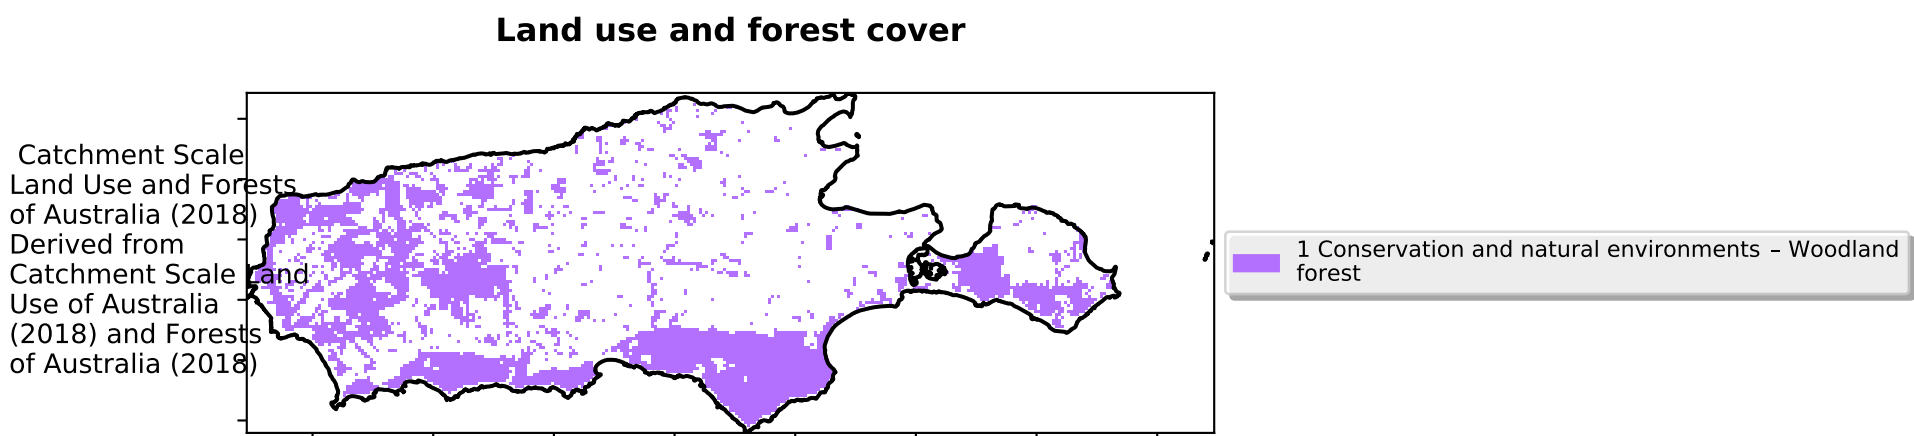 Land use and forest cover
Catchment Scale
Land Use and Forests
of Australia (2018)
Derived from
Catchment Scale Land
Use of Australia
(2018) and Forests
of Australia (2018)
1 Conservation and natural environments – Woodland
forest